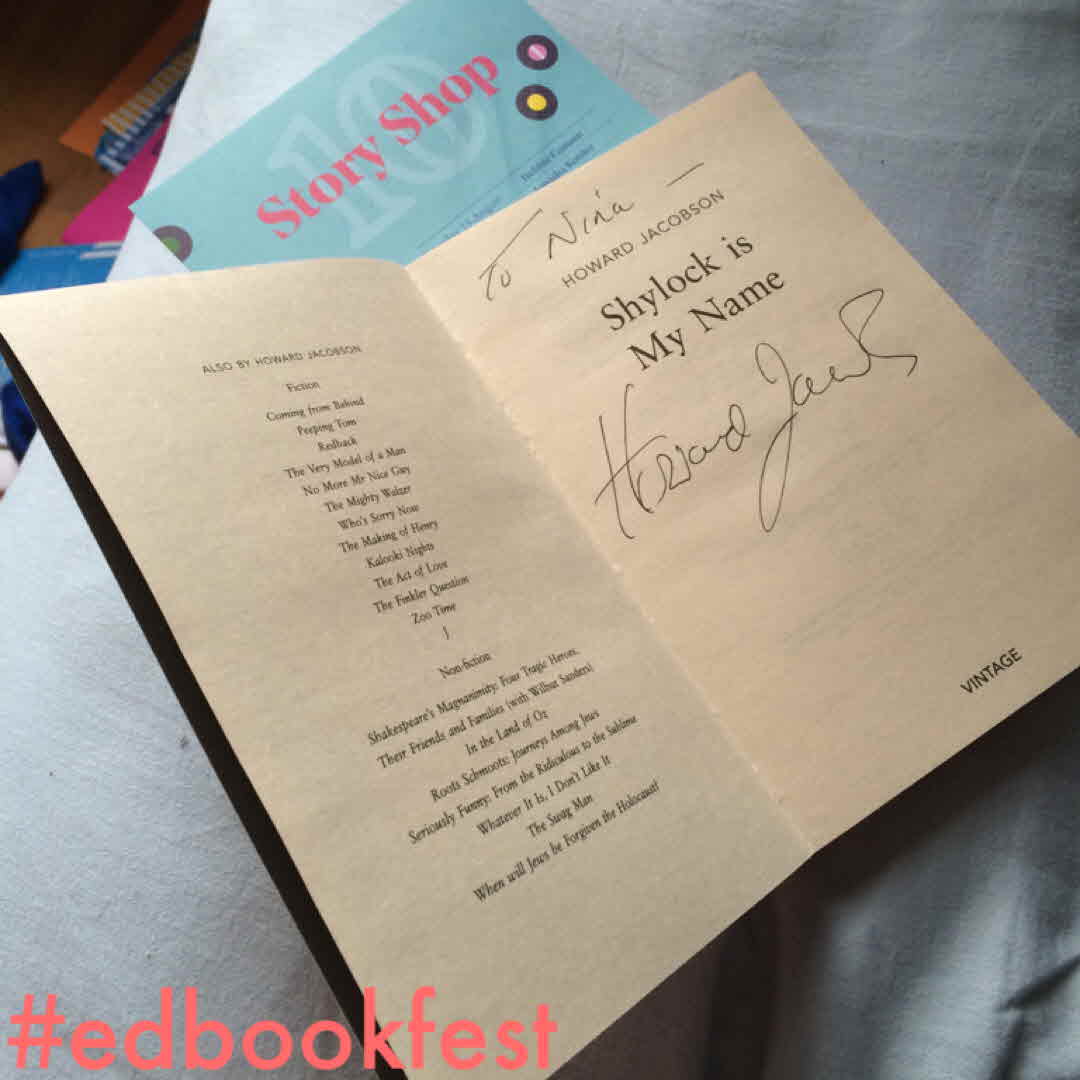 10
Story Shop
To Nina
HOWARD JACOBSON
Shylock is
My Name
Howard Jacobson
VINTAGE
ALSO BY HOWARD JACOBSON
Fiction
Coming from Behind
Peeping Tom
Redback
The Very Model of a Man
No More Mr Nice Guy
The Mighty Walzer
Who's Sorry Now
The Making of Henry
Kalooki Nights
The Act of Love
The Finkler Question
Zoo Time
J
Non-fiction
Shakespeare's Magnanimity: Four Tragic Heroes,
Their Friends and Families (with Wilbur Sanders)
In the Land of Oz
Roots Schmoots: Journeys Among Jews
Seriously Funny: From the Ridiculous to the Sublime
Whatever It Is, I Don't Like It
The Swag Man
When will Jews be Forgiven the Holocaust?
#edbookfest